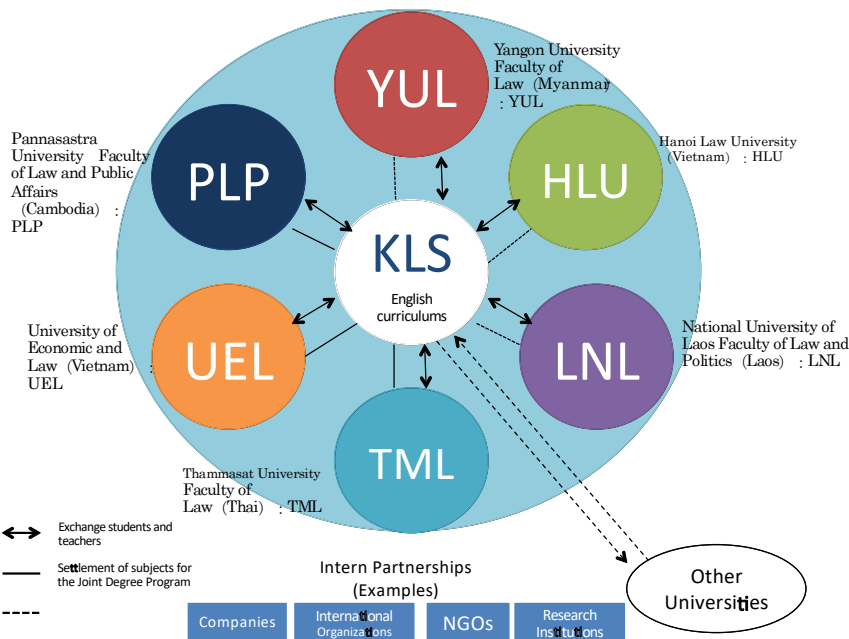 YUL
Yangon University
Faculty of
Law (Myanmar)
: YUL
Pannasastra
University Faculty
of Law and Public
Affairs
(Cambodia) :
PLP
PLP
HLU
Hanoi Law University
(Vietnam) : HLU
KLS
English
curriculums
University of
Economic and
Law (Vietnam) :
UEL
UEL
LNL
National University of
Laos Faculty of Law and
Politics (Laos) : LNL
TML
Thammasat University
Faculty of
Law (Thai) : TML
Exchange students and
teachers
Settlement of subjects for
the Joint Degree Program
Intern Partnerships
(Examples)
Companies
International
Organizations
NGOs
Research
Institutions
Other
Universities